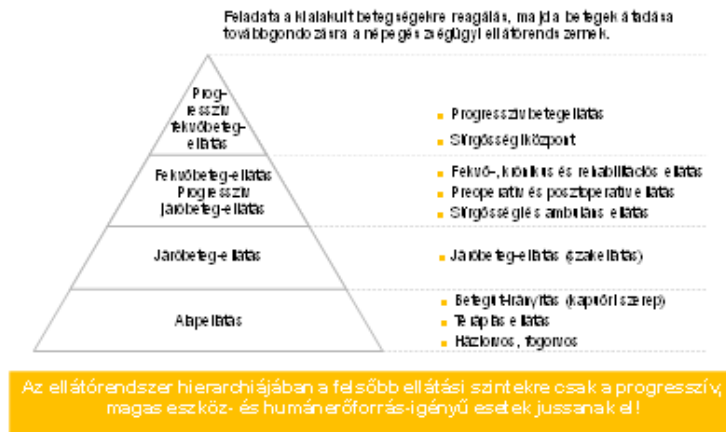 Feladata a kialakult betegségekre reagálás, majd a betegek átadása
továbbgondozásra a népegészségügyi ellátórendszernek.
Prog-
resszív
fekvőbeteg-
ellátás
Progresszív betegellátás
Sürgősségi központ
Fekvőbeteg-ellátás
Progresszív
Járóbeteg-ellátás
Fekvő-, krónikus és rehabilitációs ellátás
Preoperatív és posztoperatív ellátás
Sürgősségi és ambuláns ellátás
Járóbeteg-ellátás
Járóbeteg-ellátás (szakellátás)
Alapellátás
Betegút-irányítás (kapuőri szerep)
Terápiás ellátás
Háziorvos, fogorvos
Az ellátórendszer hierarchiájában a felsőbb ellátási szintekre csak a progresszív,
magas eszköz- és humánerőforrás-igényű esetek jussanak el!